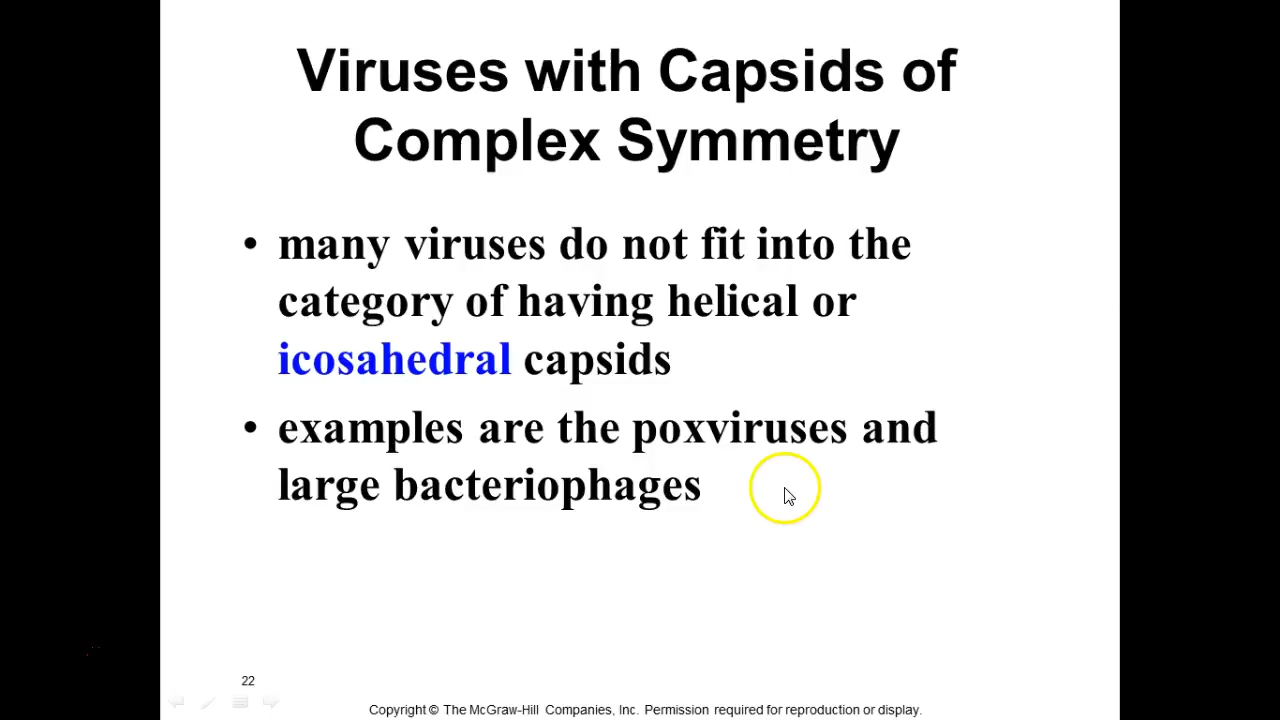 Viruses with Capsids of
Complex Symmetry
• many viruses do not fit into the
category of having helical or
icosahedral capsids
• examples are the poxviruses and
large bacteriophages
22
Copyright © The McGraw-Hill Companies, Inc. Permission required for reproduction or display.